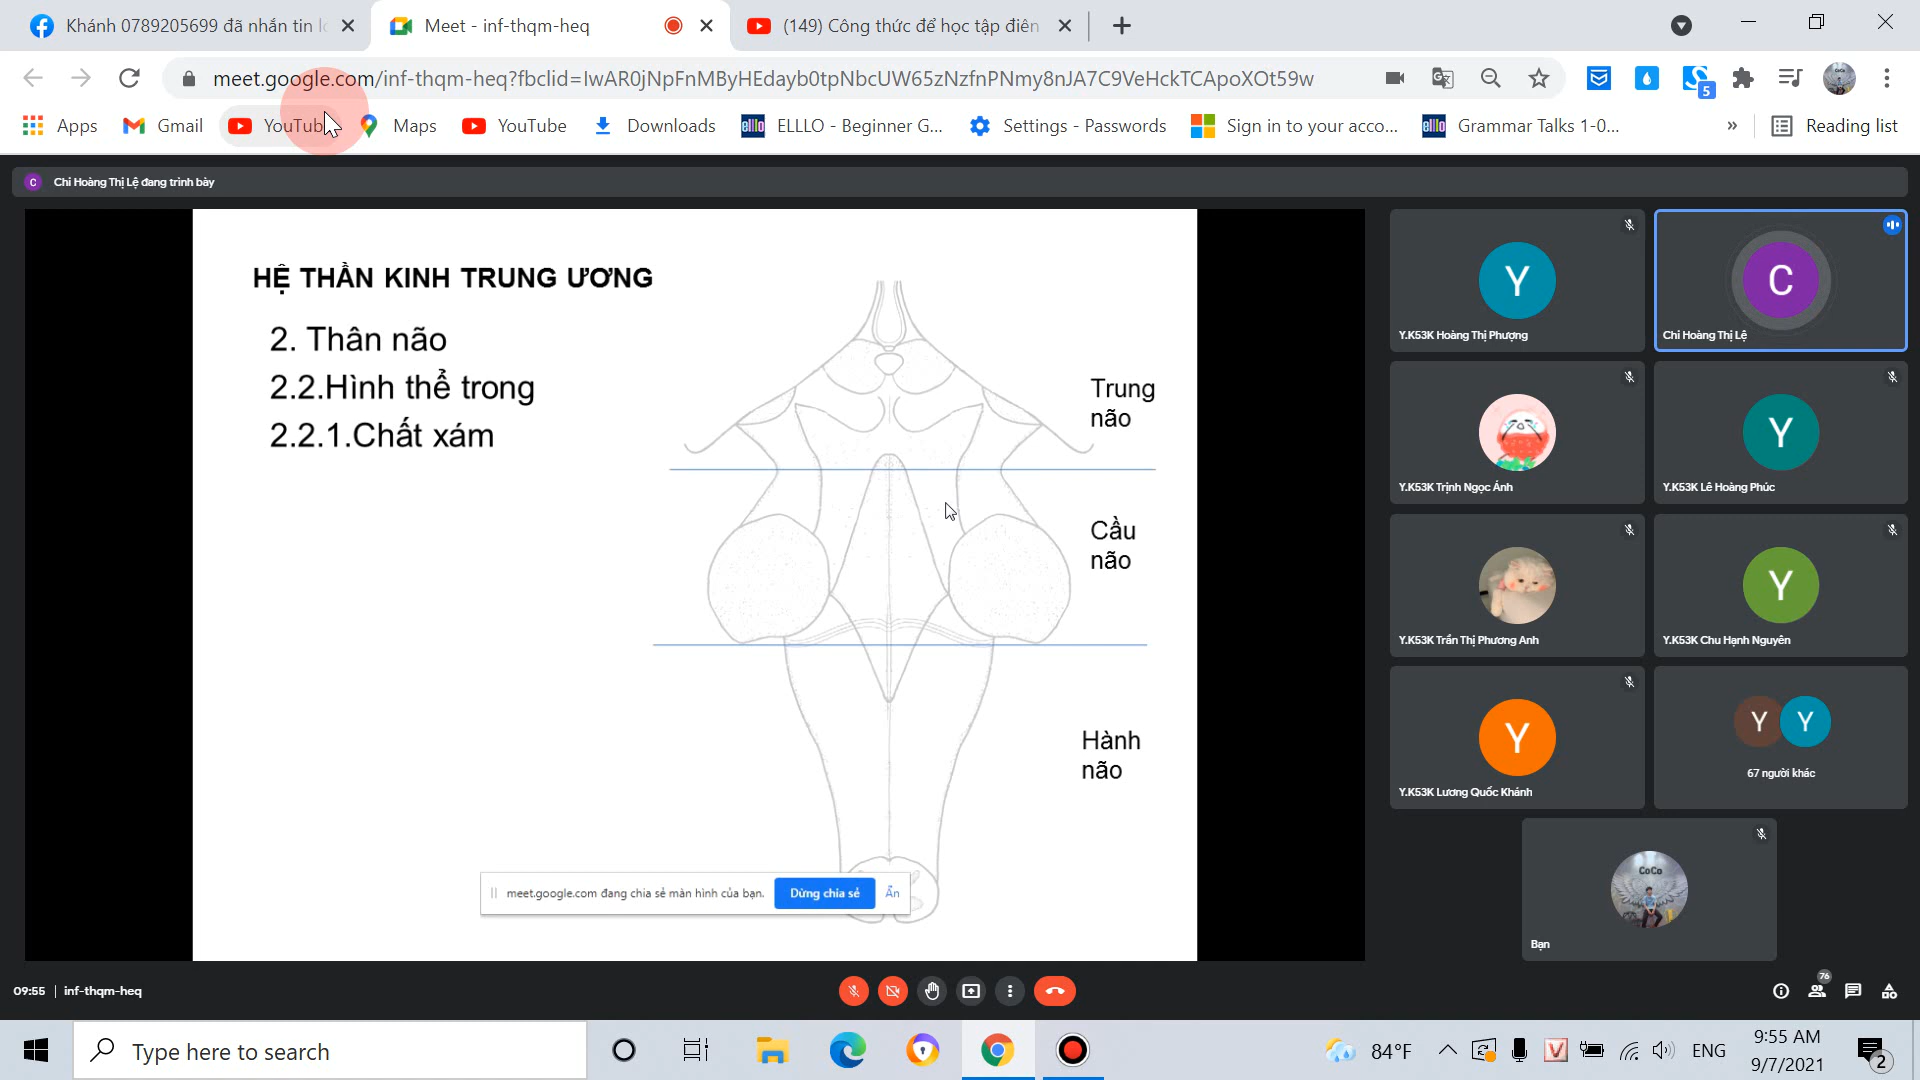 Khánh 0789205699 đã nhắn tin
Meet - inf-thqm-heq
(149) Công thức để học tập điên
meet.google.com/inf-thqm-heq?fbclid=IwAR0jNpFnMByHEdayb0tpNbcUW65zNzfnPNmy8nJA7C9VeHckTCApoXOt59w
5
Apps
Gmail
YouTube
Maps
YouTube
Downloads
elllo
ELLLO - Beginner G...
Settings - Passwords
Sign in to your acco...
elllo
Grammar Talks 1-0...
»
Reading list
C
Chi Hoàng Thị Lệ đang trình bày
HỆ THẦN KINH TRUNG ƯƠNG
2. Thân não
2.2.Hình thể trong
2.2.1.Chất xám
Trung
não
Cầu
não
Hành
não
meet.google.com đang chia sẻ màn hình của bạn.
Dừng chia sẻ
Ẩn
Y
Y.K53K Hoàng Thị Phượng
C
Chi Hoàng Thị Lệ
Y.K53K Trịnh Ngọc Ánh
Y
Y.K53K Lê Hoàng Phúc
Y.K53K Trần Thị Phương Anh
Y
Y.K53K Chu Hạnh Nguyên
Y
Y.K53K Lương Quốc Khánh
Y
Y
67 người khác
CoCo
Bạn
09:55 | inf-thqm-heq
76
Type here to search
84°F
V
ENG
9:55 AM
9/7/2021
2